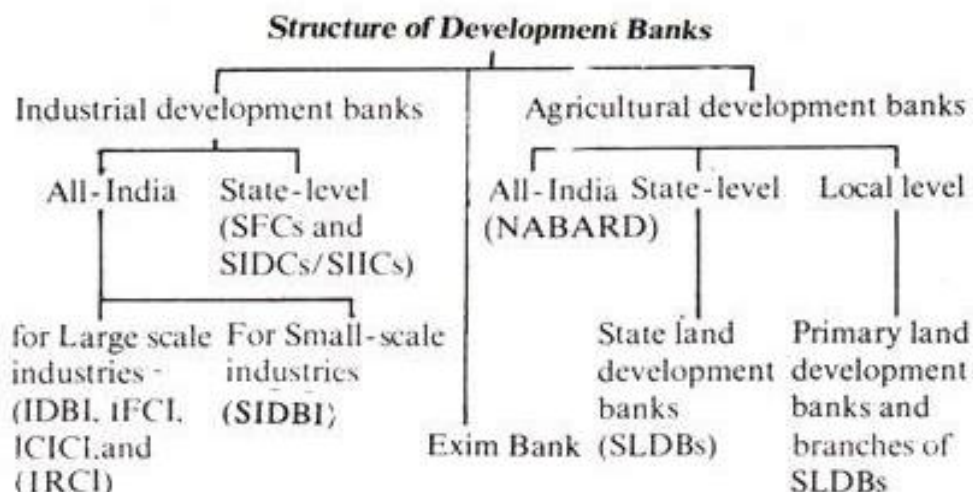 Structure of Development Banks
Industrial development banks
Agricultural development banks
All-India
State-level
(SFCs and
SIDCs/SIICs)
All-India
(NABARD)
State-level
Local level
for Large scale
industries -
(IDBI, IFCI,
ICICI,and
(IRCI)
For Small-scale
industries
(SIDBI)
Exim Bank
State land
development
banks
(SLDBs)
Primary land
development
banks and
branches of
SLDBs